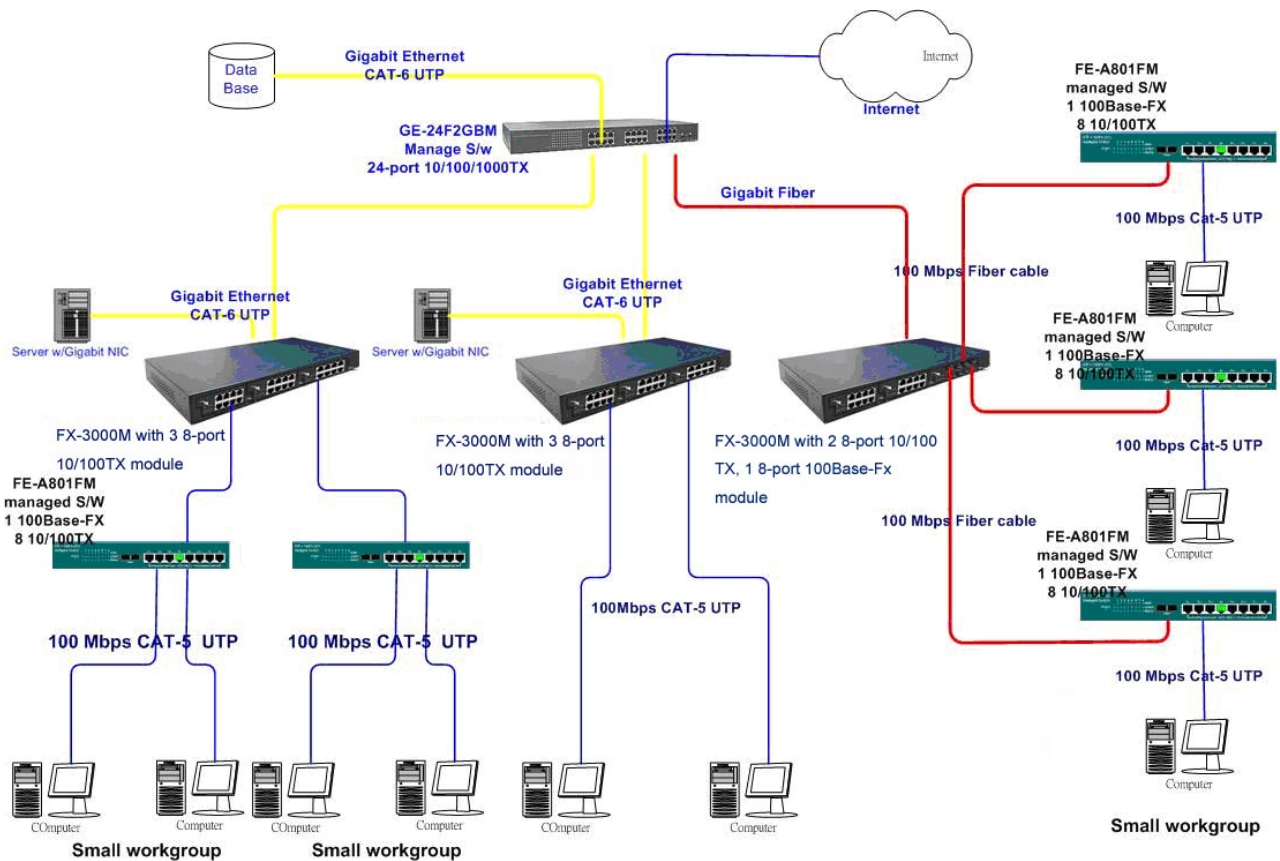 Gigabit Ethernet
CAT-6 UTP
Data
Base
Internet
Internet
GE-24F2GBM
Manage S/w
24-port 10/100/1000TX
FE-A801FM
managed S/W
1 100Base-FX
8 10/100TX
Gigabit Fiber
100 Mbps Cat-5 UTP
100 Mbps Fiber cable
Computer
Gigabit Ethernet
CAT-6 UTP
Server w/Gigabit NIC
Gigabit Ethernet
CAT-6 UTP
Server w/Gigabit NIC
FE-A801FM
managed S/W
1 100Base-FX
8 10/100TX
FX-3000M with 3 8-port
10/100TX module
FX-3000M with 3 8-port
10/100TX module
FX-3000M with 2 8-port 10/100
TX, 1 8-port 100Base-Fx
module
100 Mbps Cat-5 UTP
Computer
FE-A801FM
managed S/W
1 100Base-FX
8 10/100TX
100 Mbps Fiber cable
FE-A801FM
managed S/W
1 100Base-FX
8 10/100TX
100 Mbps CAT-5 UTP
100 Mbps CAT-5 UTP
100Mbps CAT-5 UTP
100 Mbps Cat-5 UTP
Computer
COmputer
Computer
COmputer
Computer
COmputer
Computer
Small workgroup
Small workgroup
Small workgroup